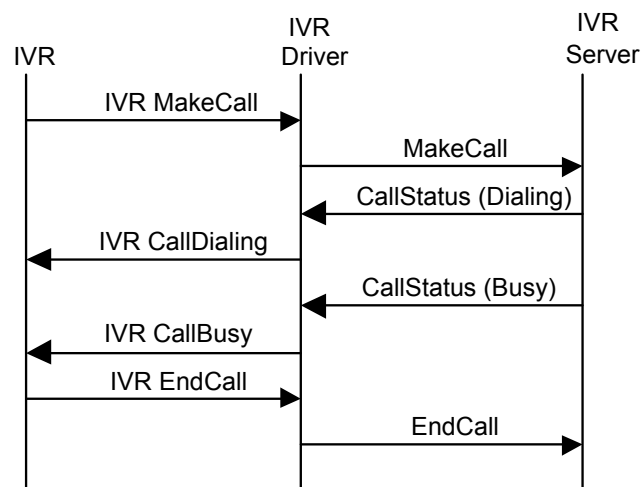 IVR
IVR
Driver
IVR
Server
IVR MakeCall
MakeCall
CallStatus (Dialing)
IVR CallDialing
CallStatus (Busy)
IVR CallBusy
IVR EndCall
EndCall